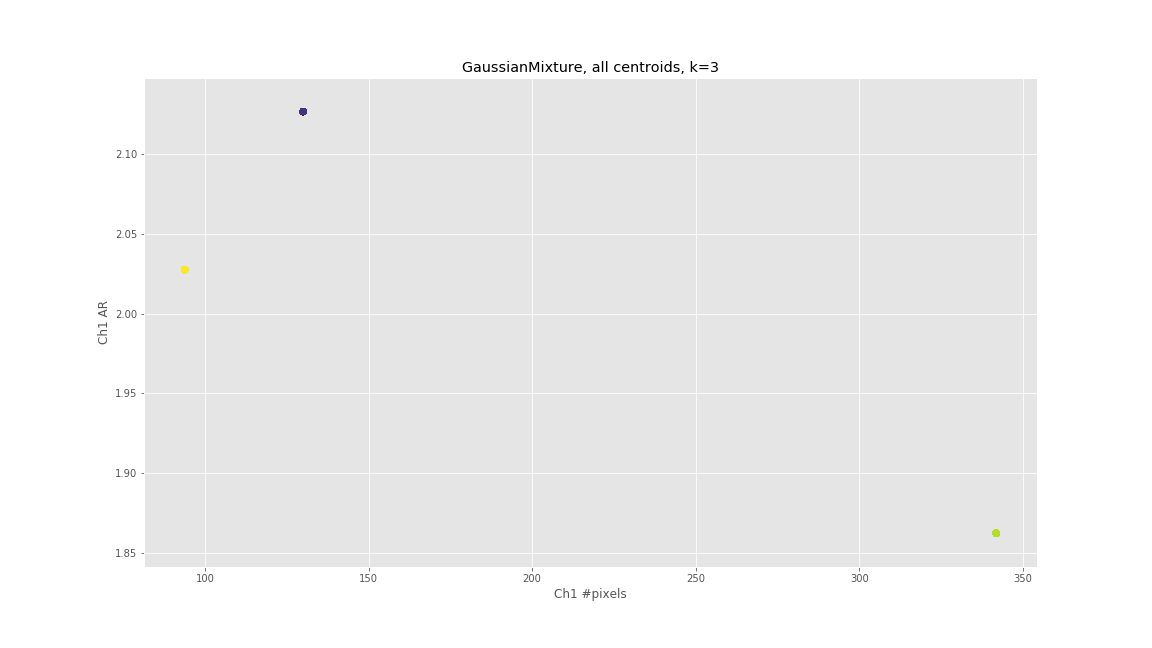 GaussianMixture, all centroids, k=3
2.10
2.05
2.00
1.95
1.90
1.85
Ch1 AR
100 150 200 250 300 350
Ch1 #pixels